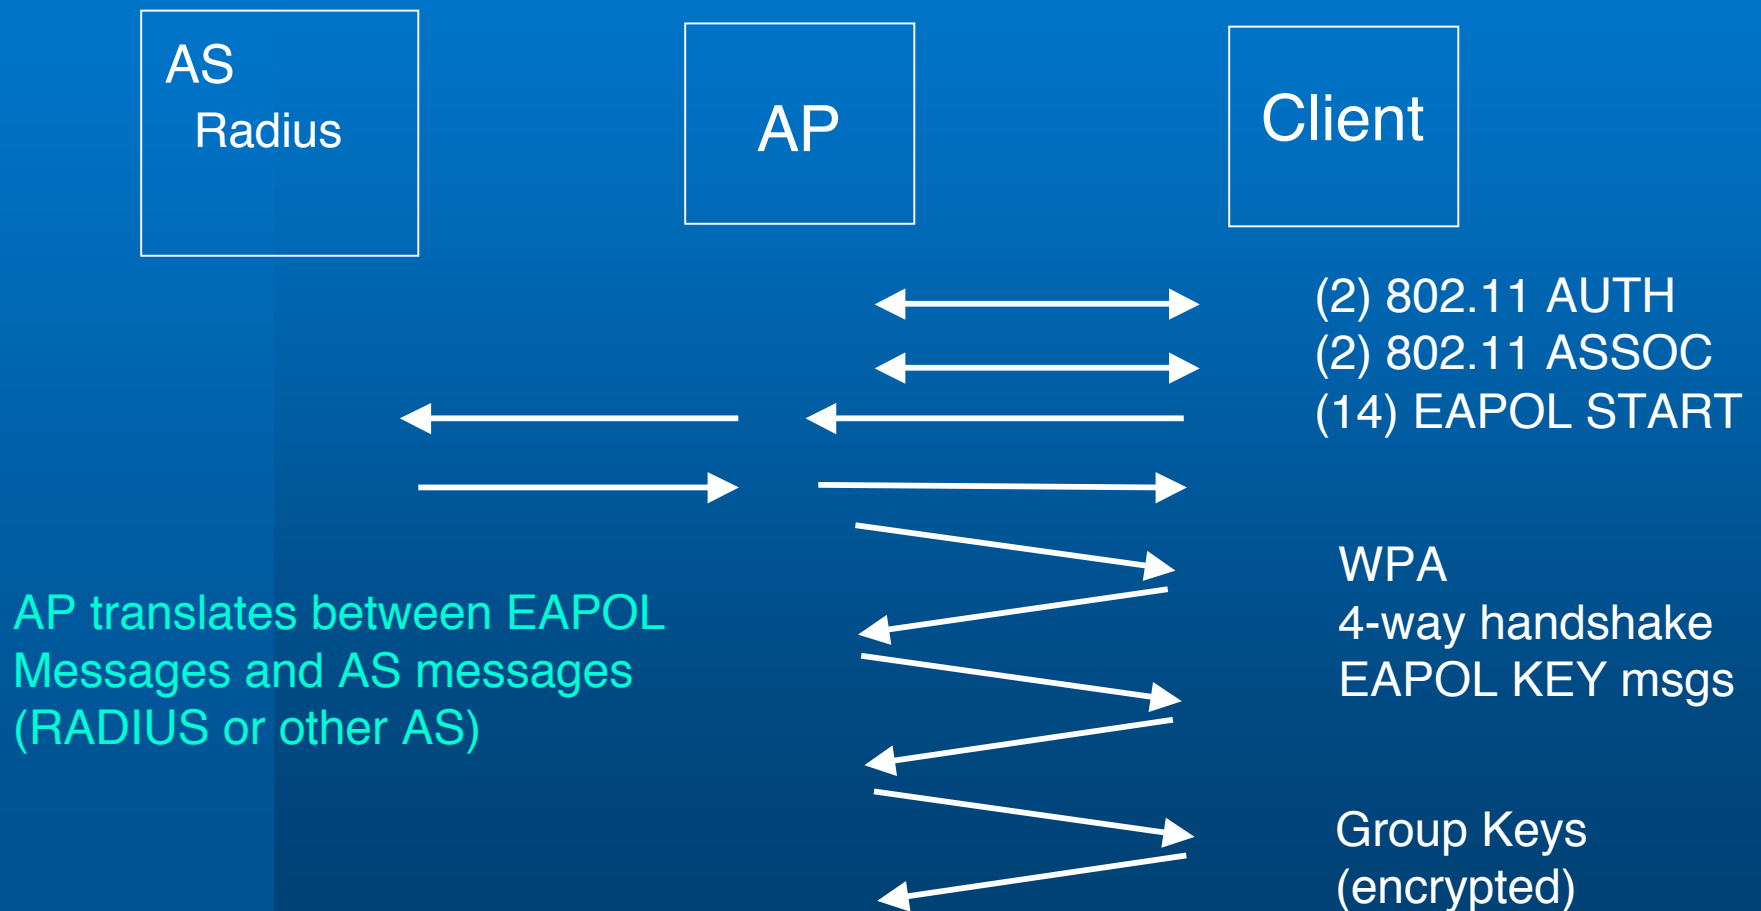 AS
Radius
AP
Client
(2) 802.11 AUTH
(2) 802.11 ASSOC
(14) EAPOL START
WPA
4-way handshake
EAPOL KEY msgs
AP translates between EAPOL
Messages and AS messages
(RADIUS or other AS)
Group Keys
(encrypted)